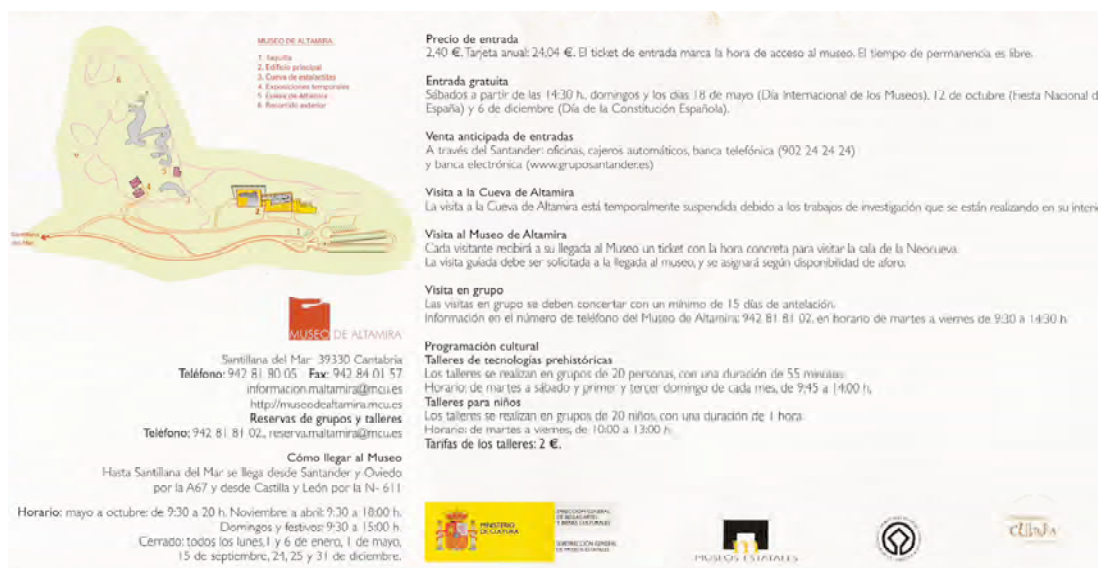 MUSEO DE ALTAMIRA
1. Taquilla
2. Edificio principal
3. Cueva de estalactitas
4. Exposiciones temporales
5. Cueva de Altamira
6. Recorrido exterior
6
5
4
3
2
1
Santillana
del Mar
MUSEO DE ALTAMIRA
Santillana del Mar 39330 Cantabria
Teléfono: 942 81 80 05 Fax: 942 84 01 57
informacion.maltamira@mcu.es
http://museodealtamira.mcu.es
Reservas de grupos y talleres
Teléfono: 942 81 81 02., reserva.maltamira@mcu.es
Cómo llegar al Museo
Hasta Santillana del Mar se llega desde Santander y Oviedo
por la A67 y desde Castilla y León por la N- 611
Horario: mayo a octubre: de 9:30 a 20 h. Noviembre a abril: 9:30 a 18:00 h.
Domingos y festivos: 9:30 a 15:00 h.
Cerrado: todos los lunes,1 y 6 de enero, 1 de mayo,
15 de septiembre, 24, 25 y 31 de diciembre.
Precio de entrada
2,40 €. Tarjeta anual: 24,04 €. El ticket de entrada marca la hora de acceso al museo. El tiempo de permanencia es libre.
Entrada gratuita
Sábados a partir de las 14:30 h., domingos y los días 18 de mayo (Día Internacional de los Museos), 12 de octubre (Fiesta Nacional d
España) y 6 de diciembre (Día de la Constitución Española).
Venta anticipada de entradas
A través del Santander: oficinas, cajeros automáticos, banca telefónica (902 24 24 24)
y banca electrónica (www.gruposantander.es)
Visita a la Cueva de Altamira
La visita a la Cueva de Altamira está temporalmente suspendida debido a los trabajos de investigación que se están realizando en su interi
Visita al Museo de Altamira
Cada visitante recibirá a su llegada al Museo un ticket con la hora concreta para visitar la sala de la Neocueva.
La visita guiada debe ser solicitada a la llegada al museo, y se asignará según disponibilidad de aforo.
Visita en grupo
Las visitas en grupo se deben concertar con un mínimo de 15 días de antelación.
Información en el número de teléfono del Museo de Altamira: 942 81 81 02, en horario de martes a viernes de 9:30 a 14:30 h
Programación cultural
Talleres de tecnologías prehistóricas
Los talleres se realizan en grupos de 20 personas, con una duración de 55 minutos
Horario: de martes a sábado y primer y tercer domingo de cada mes, de 9:45 a 14:00 h,
Talleres para niños
Los talleres se realizan en grupos de 20 niños, con una duración de 1 hora
Horario: de martes a viernes, de 10:00 a 13:00 h.
Tarifas de los talleres: 2 €.
MINISTERIO
DE CULTURA
DIRECCIÓN GENERAL
DE BELLAS ARTES
Y BIENES CULTURALES
SUBDIRECCIÓN GENERAL
DE MUSEOS ESTATALES
m
MUSEOS ESTATALES
CULTURA